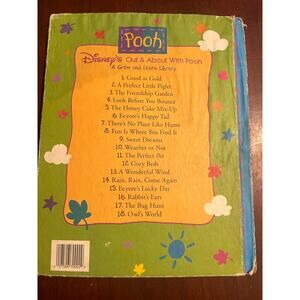 Pooh
DISNEY'S Out & About With Pooh
A Grow and Learn Library
1. Good as Gold
2. A Perfect Little Piglet
3. The Friendship Garden
4. Look Before You Bounce
5. The Honey Cake Mix-Up
6. Eeyore's Happy Tail
7. There's No Place Like Home
8. Fun Is Where You Find It
9. Sweet Dreams
10. Weather or Not
11. The Perfect Pet
12. Cozy Beds
13. A Wonderful Wind
14. Rain, Rain, Come Again
15. Eeyore's Lucky Day
16. Rabbit's Ears
17. The Bug Hunt
18. Owl's World